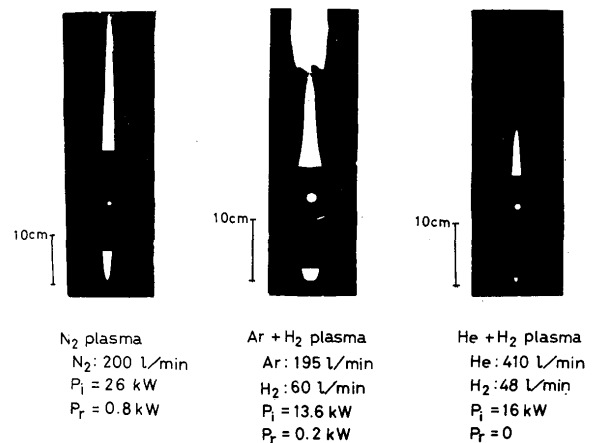 10cm
10cm
10cm
N₂ plasma
N₂: 200 l/min
Pᵢ = 26 kW
Pᵣ = 0.8 kW
Ar + H₂ plasma
Ar: 195 l/min
H₂: 60 l/min
Pᵢ = 13.6 kW
Pᵣ = 0.2 kW
He + H₂ plasma
He: 410 l/min
H₂: 48 l/min
Pᵢ = 16 kW
Pᵣ = 0